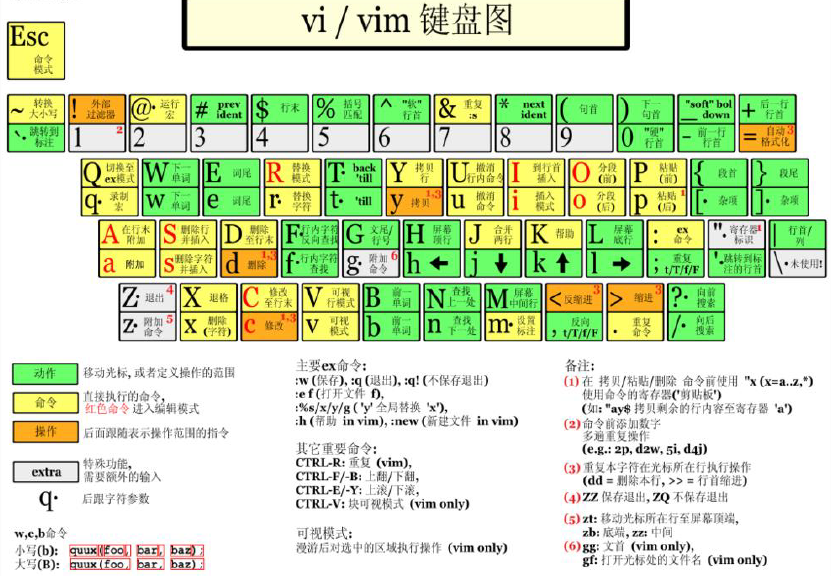 vi / vim 键盘图
Esc
命令
模式
~ 转换
大小写
! 外部
过滤器
@· 运行
宏
# prev
ident
$ 行末
% 括号
匹配
^ "软"
行首
& 重复
:s
* next
ident
( 句首
) 下一
句首
"soft" bol
_ down
+ 后一行
行首
`· 跳转到
标注
1 2
2
3
4
5
6
7
8
9
0 "硬"
行首
- 前一行
行首
= 自动 3
格式化
Q 切换至
ex模式
W 下一
单词
E 词尾
R 替换
模式
T· back
'till
Y 拷贝
行
U 撤消
行内命令
I 到行首
插入
O 分段
(前)
P 粘贴
(前)
{ 段首
} 段尾
q· 录制
宏
w 下一
单词
e 词尾
r· 替换
字符
t· 'till
y 拷贝 1,3
u 撤消
命令
i 插入
模式
o 分段
(后)
p 粘贴 1
(后)
[· 杂项
]· 杂项
A 在行末
附加
S 删除行
并插入
D 删除
至行末
F· 行内字符
反向查找
G 文尾/
行号
H 屏幕
顶行
J 合并
两行
K 帮助
L 屏幕
底行
: ex
命令
"· 寄存器 1
标识
| 行首/
列
a 附加
s 删除字符
并插入
d 删除 1,3
f· 行内字符
查找
g· 附加 6
命令
h ←
j ↓
k ↑
l →
; 重复
t/T/f/F
'· 跳转到标
注的行首
\· 未使用!
Z· 退出 4
X 退格
C 修改
至行末
V 可视
行模式
B 前一
单词
N 查找
上一处
M 屏幕
中间行
< 反缩进 3
> 缩进 3
?· 向前
搜索
z· 附加 5
命令
x 删除
(字符)
c 修改 1,3
v 可视
模式
b 前一
单词
n 查找
下一处
m· 设置
标注
, 反向
t/T/f/F
. 重复
命令
/· 向后
搜索
动作 移动光标, 或者定义操作的范围
命令 直接执行的命令,
红色命令 进入编辑模式
操作 后面跟随表示操作范围的指令
extra 特殊功能,
需要额外的输入
q· 后跟字符参数
w,c,b命令
小写(b): quux(foo, bar, baz);
大写(B): quux(foo, bar, baz);
主要ex命令:
:w (保存), :q (退出), :q! (不保存退出)
:e f (打开文件 f),
:%s/x/y/g ('y' 全局替换 'x'),
:h (帮助 in vim), :new (新建文件 in vim)
其它重要命令:
CTRL-R: 重复 (vim),
CTRL-F/-B: 上翻/下翻,
CTRL-E/-Y: 上滚/下滚,
CTRL-V: 块可视模式 (vim only)
可视模式:
漫游后对选中的区域执行操作 (vim only)
备注:
(1) 在 拷贝/粘贴/删除 命令前使用 "x (x=a..z,*)
使用命令的寄存器('剪贴板')
(如: "ay$ 拷贝剩余的行内容至寄存器 'a')
(2) 命令前添加数字
多遍重复操作
(e.g.: 2p, d2w, 5i, d4j)
(3) 重复本字符在光标所在行执行操作
(dd = 删除本行, >> = 行首缩进)
(4) ZZ 保存退出, ZQ 不保存退出
(5) zt: 移动光标所在行至屏幕顶端,
zb: 底端, zz: 中间
(6) gg: 文首 (vim only),
gf: 打开光标处的文件名 (vim only)